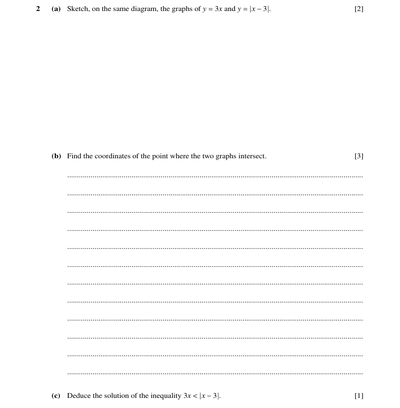 2 (a) Sketch, on the same diagram, the graphs of y = 3x and y = |x − 3|. [2]
(b) Find the coordinates of the point where the two graphs intersect. [3]
(c) Deduce the solution of the inequality 3x < |x − 3|. [1]